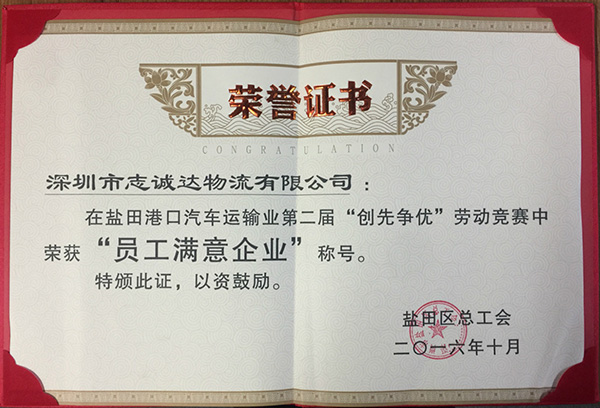 荣誉证书
CONGRATULATION
深圳市志诚达物流有限公司：
在盐田港口汽车运输业第二届“创先争优”劳动竞赛中
荣获“员工满意企业”称号。
特颁此证，以资鼓励。
盐田区总工会
二〇一六年十月